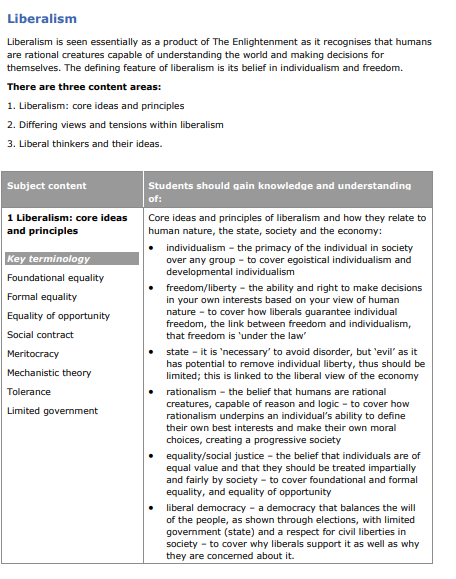 Liberalism
Liberalism is seen essentially as a product of The Enlightenment as it recognises that humans
are rational creatures capable of understanding the world and making decisions for
themselves. The defining feature of liberalism is its belief in individualism and freedom.
There are three content areas:
1. Liberalism: core ideas and principles
2. Differing views and tensions within liberalism
3. Liberal thinkers and their ideas.
Subject content
Students should gain knowledge and understanding
of:
1 Liberalism: core ideas
and principles
Key terminology
Foundational equality
Formal equality
Equality of opportunity
Social contract
Meritocracy
Mechanistic theory
Tolerance
Limited government
Core ideas and principles of liberalism and how they relate to
human nature, the state, society and the economy:
• individualism – the primacy of the individual in society
over any group – to cover egoistical individualism and
developmental individualism
• freedom/liberty – the ability and right to make decisions
in your own interests based on your view of human
nature – to cover how liberals guarantee individual
freedom, the link between freedom and individualism,
that freedom is ‘under the law’
• state – it is ‘necessary’ to avoid disorder, but ‘evil’ as it
has potential to remove individual liberty, thus should be
limited; this is linked to the liberal view of the economy
• rationalism – the belief that humans are rational
creatures, capable of reason and logic – to cover how
rationalism underpins an individual’s ability to define
their own best interests and make their own moral
choices, creating a progressive society
• equality/social justice – the belief that individuals are of
equal value and that they should be treated impartially
and fairly by society – to cover foundational and formal
equality, and equality of opportunity
• liberal democracy – a democracy that balances the will
of the people, as shown through elections, with limited
government (state) and a respect for civil liberties in
society – to cover why liberals support it as well as why
they are concerned about it.